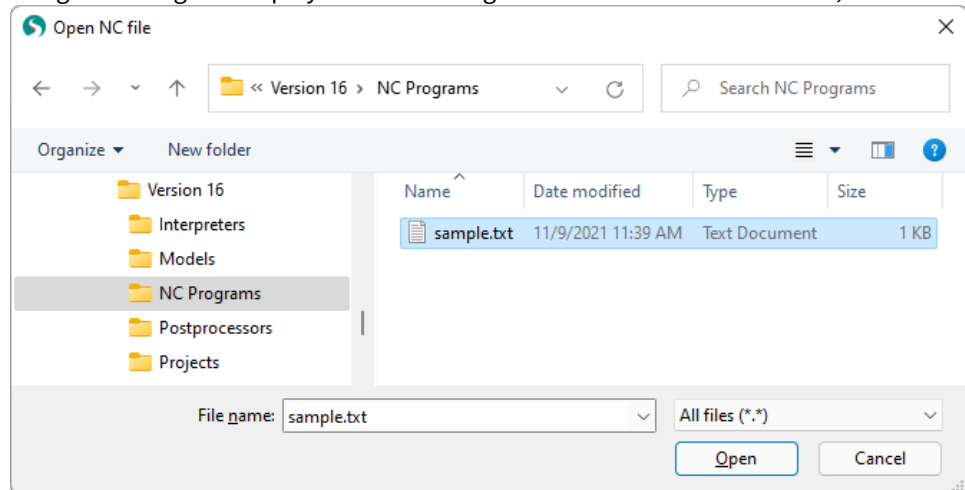 Open NC file
« Version 16 › NC Programs
Search NC Programs
Organize
New folder
Version 16
Interpreters
Models
NC Programs
Postprocessors
Projects
Name Date modified Type Size
sample.txt 11/9/2021 11:39 AM Text Document 1 KB
File name: sample.txt
All files (*.*)
Open Cancel